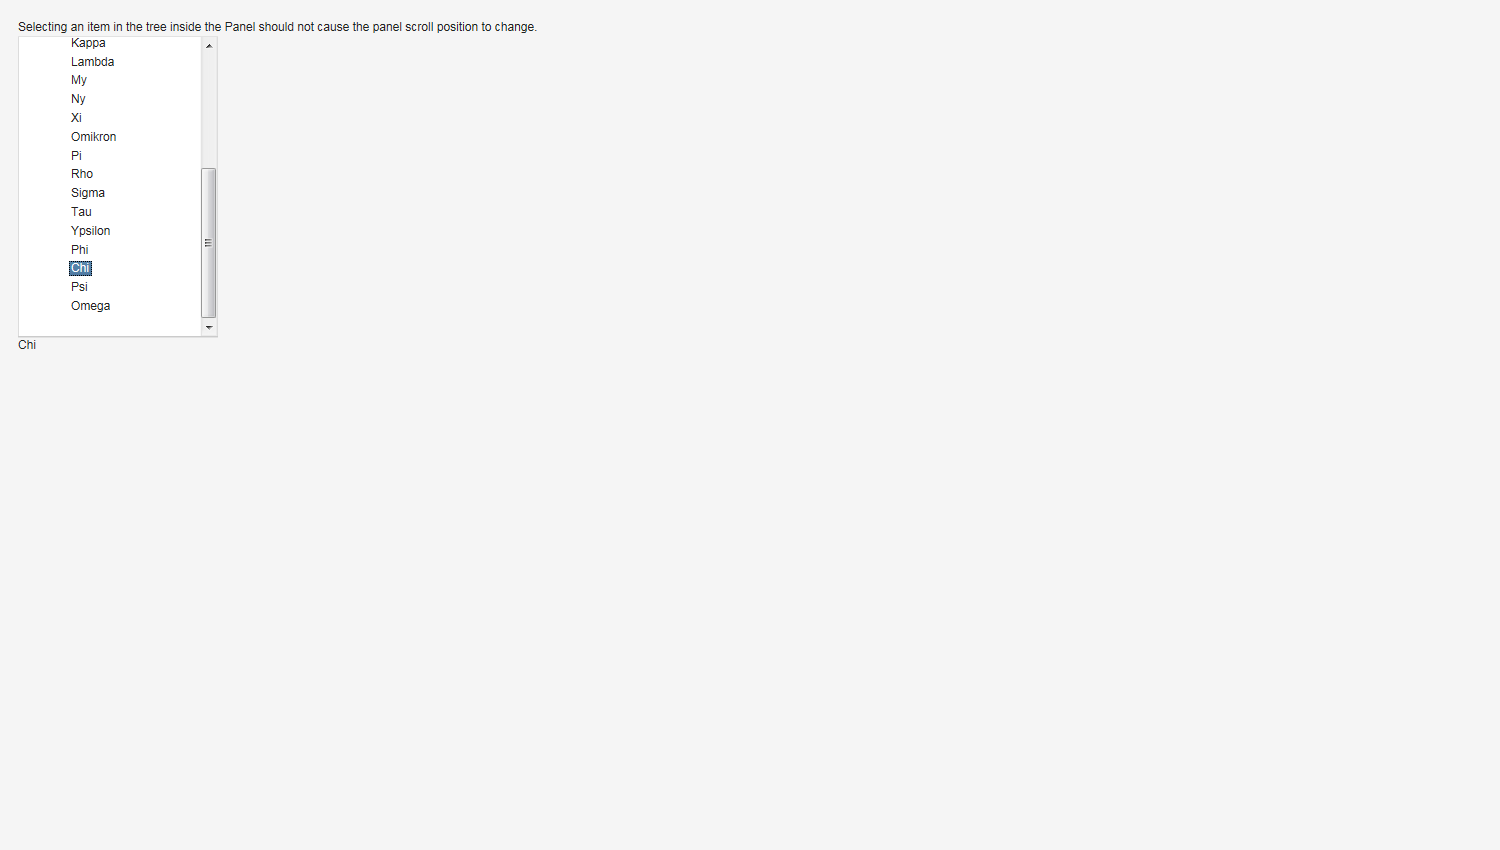 Selecting an item in the tree inside the Panel should not cause the panel scroll position to change.
Kappa
Lambda
My
Ny
Xi
Omikron
Pi
Rho
Sigma
Tau
Ypsilon
Phi
Chi
Psi
Omega
Chi